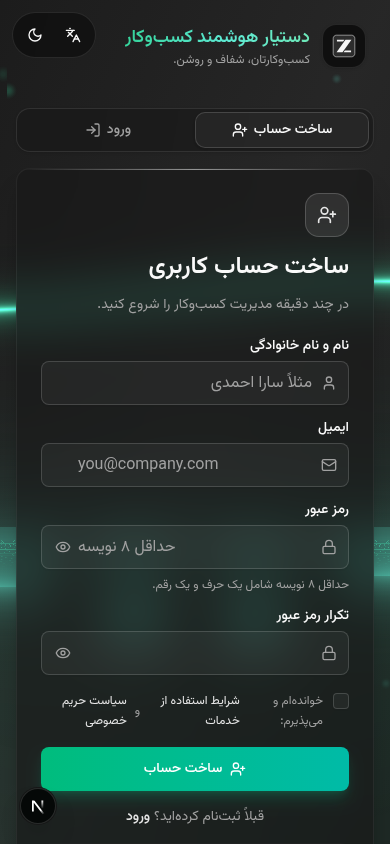 دستیار هوشمند کسب‌وکار
کسب‌وکارتان، شفاف و روشن.
ساخت حساب
ورود
ساخت حساب کاربری
در چند دقیقه مدیریت کسب‌وکار را شروع کنید.
نام و نام خانوادگی
مثلاً سارا احمدی
ایمیل
you@company.com
رمز عبور
حداقل ۸ نویسه
حداقل ۸ نویسه شامل یک حرف و یک رقم.
تکرار رمز عبور
خوانده‌ام و می‌پذیرم:
شرایط استفاده از خدمات
و
سیاست حریم خصوصی
ساخت حساب
قبلاً ثبت‌نام کرده‌اید؟ ورود